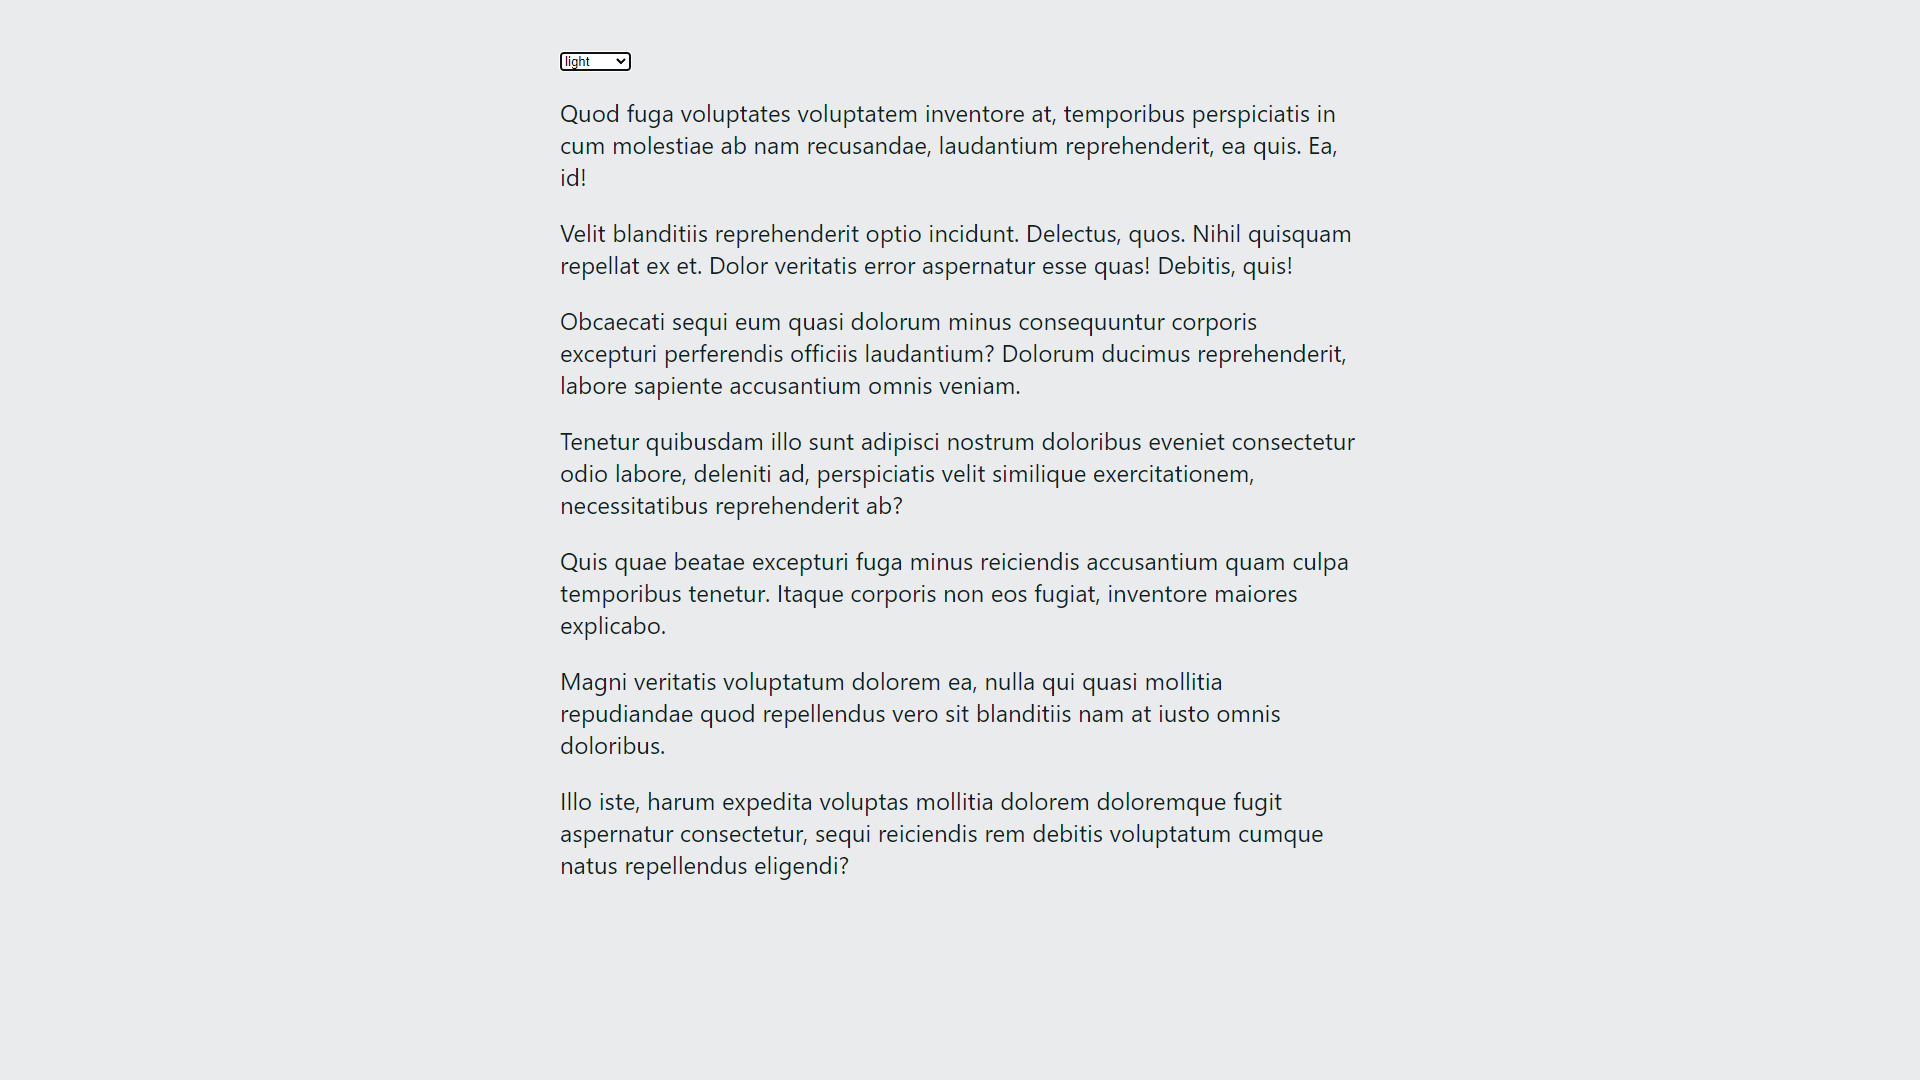 light
Quod fuga voluptates voluptatem inventore at, temporibus perspiciatis in
cum molestiae ab nam recusandae, laudantium reprehenderit, ea quis. Ea,
id!
Velit blanditiis reprehenderit optio incidunt. Delectus, quos. Nihil quisquam
repellat ex et. Dolor veritatis error aspernatur esse quas! Debitis, quis!
Obcaecati sequi eum quasi dolorum minus consequuntur corporis
excepturi perferendis officiis laudantium? Dolorum ducimus reprehenderit,
labore sapiente accusantium omnis veniam.
Tenetur quibusdam illo sunt adipisci nostrum doloribus eveniet consectetur
odio labore, deleniti ad, perspiciatis velit similique exercitationem,
necessitatibus reprehenderit ab?
Quis quae beatae excepturi fuga minus reiciendis accusantium quam culpa
temporibus tenetur. Itaque corporis non eos fugiat, inventore maiores
explicabo.
Magni veritatis voluptatum dolorem ea, nulla qui quasi mollitia
repudiandae quod repellendus vero sit blanditiis nam at iusto omnis
doloribus.
Illo iste, harum expedita voluptas mollitia dolorem doloremque fugit
aspernatur consectetur, sequi reiciendis rem debitis voluptatum cumque
natus repellendus eligendi?